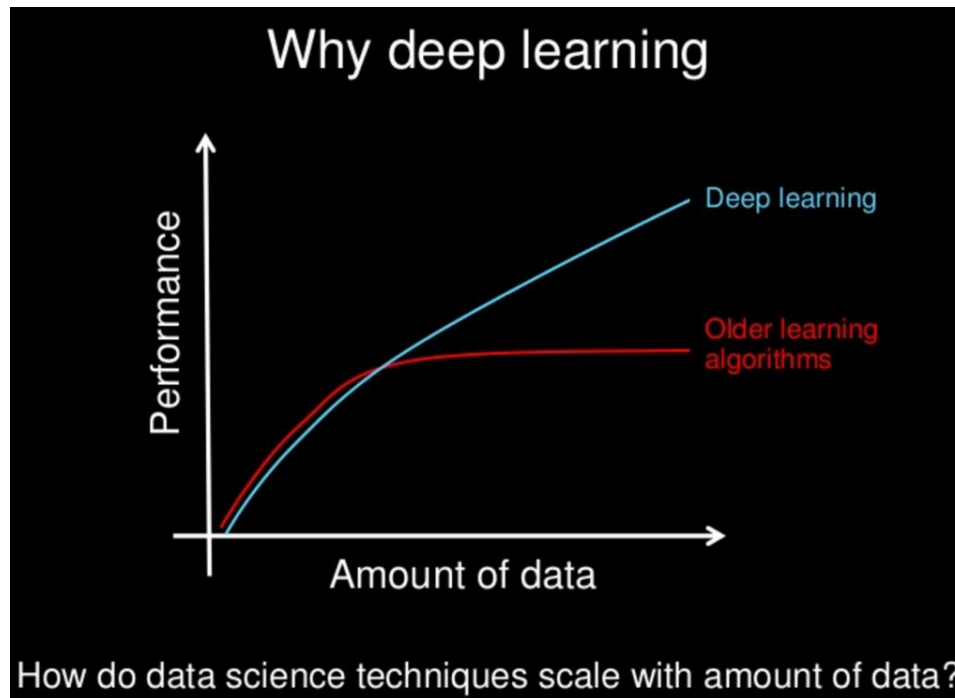 Why deep learning
Performance
Deep learning
Older learning
algorithms
Amount of data
How do data science techniques scale with amount of data?